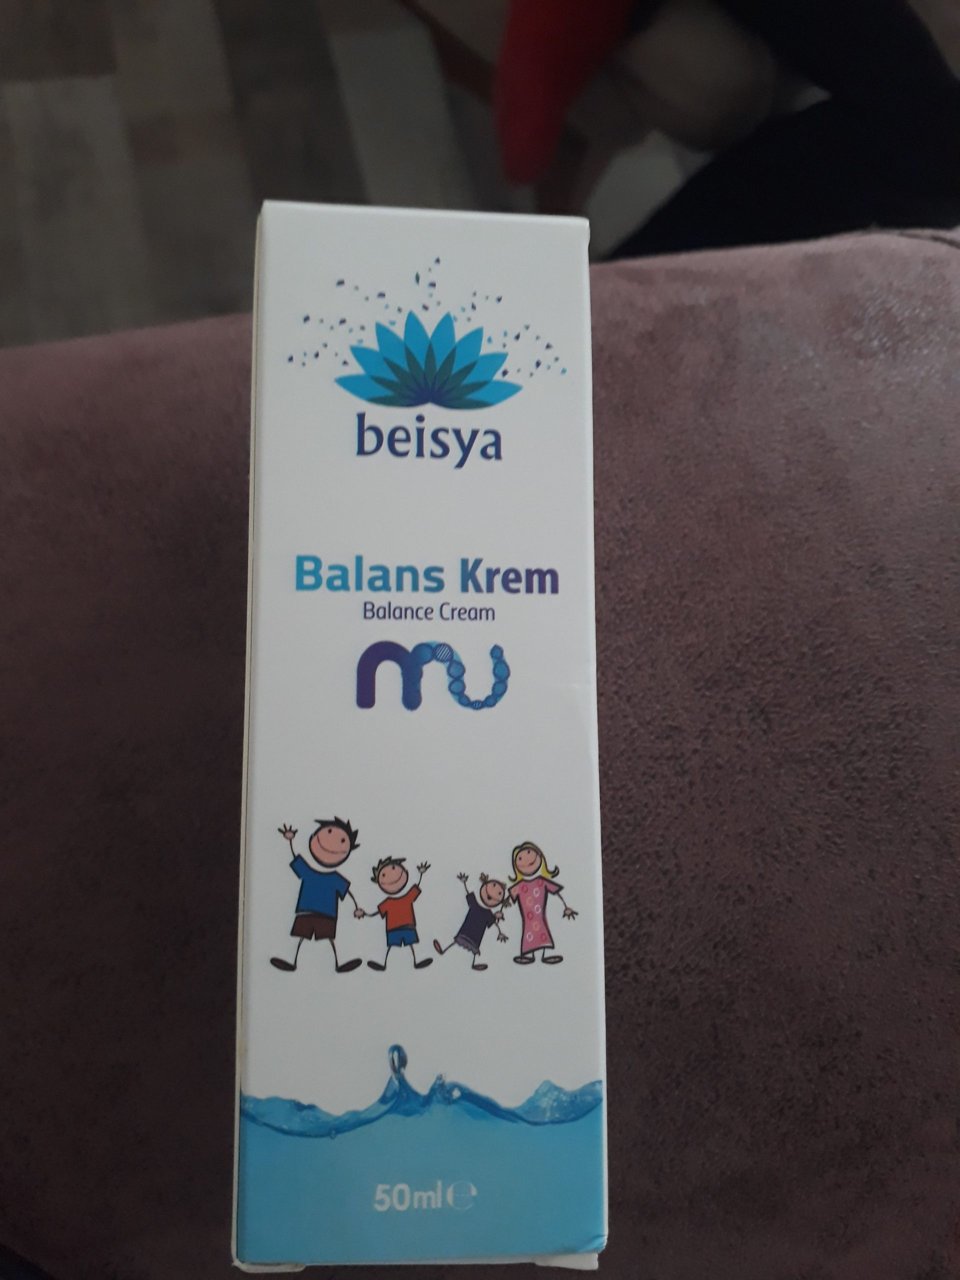 beisya
Balans Krem
Balance Cream
mu
50ml℮